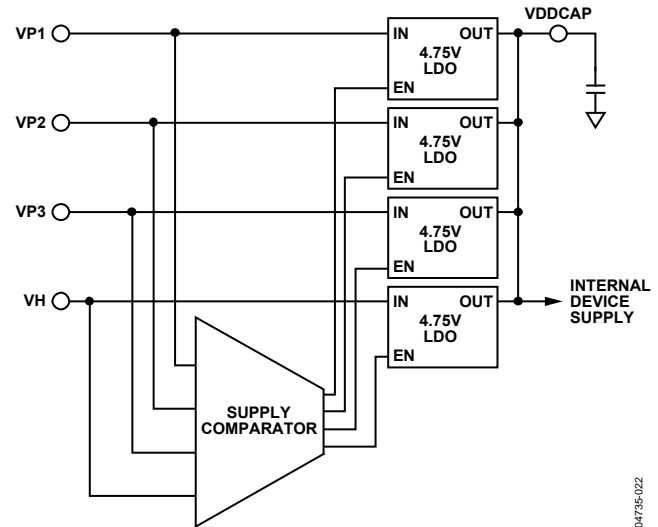 VP1
IN OUT
4.75V
LDO
EN
VDDCAP
VP2
IN OUT
4.75V
LDO
EN
VP3
IN OUT
4.75V
LDO
EN
VH
IN OUT
4.75V
LDO
EN
INTERNAL
DEVICE
SUPPLY
SUPPLY
COMPARATOR
04735-022